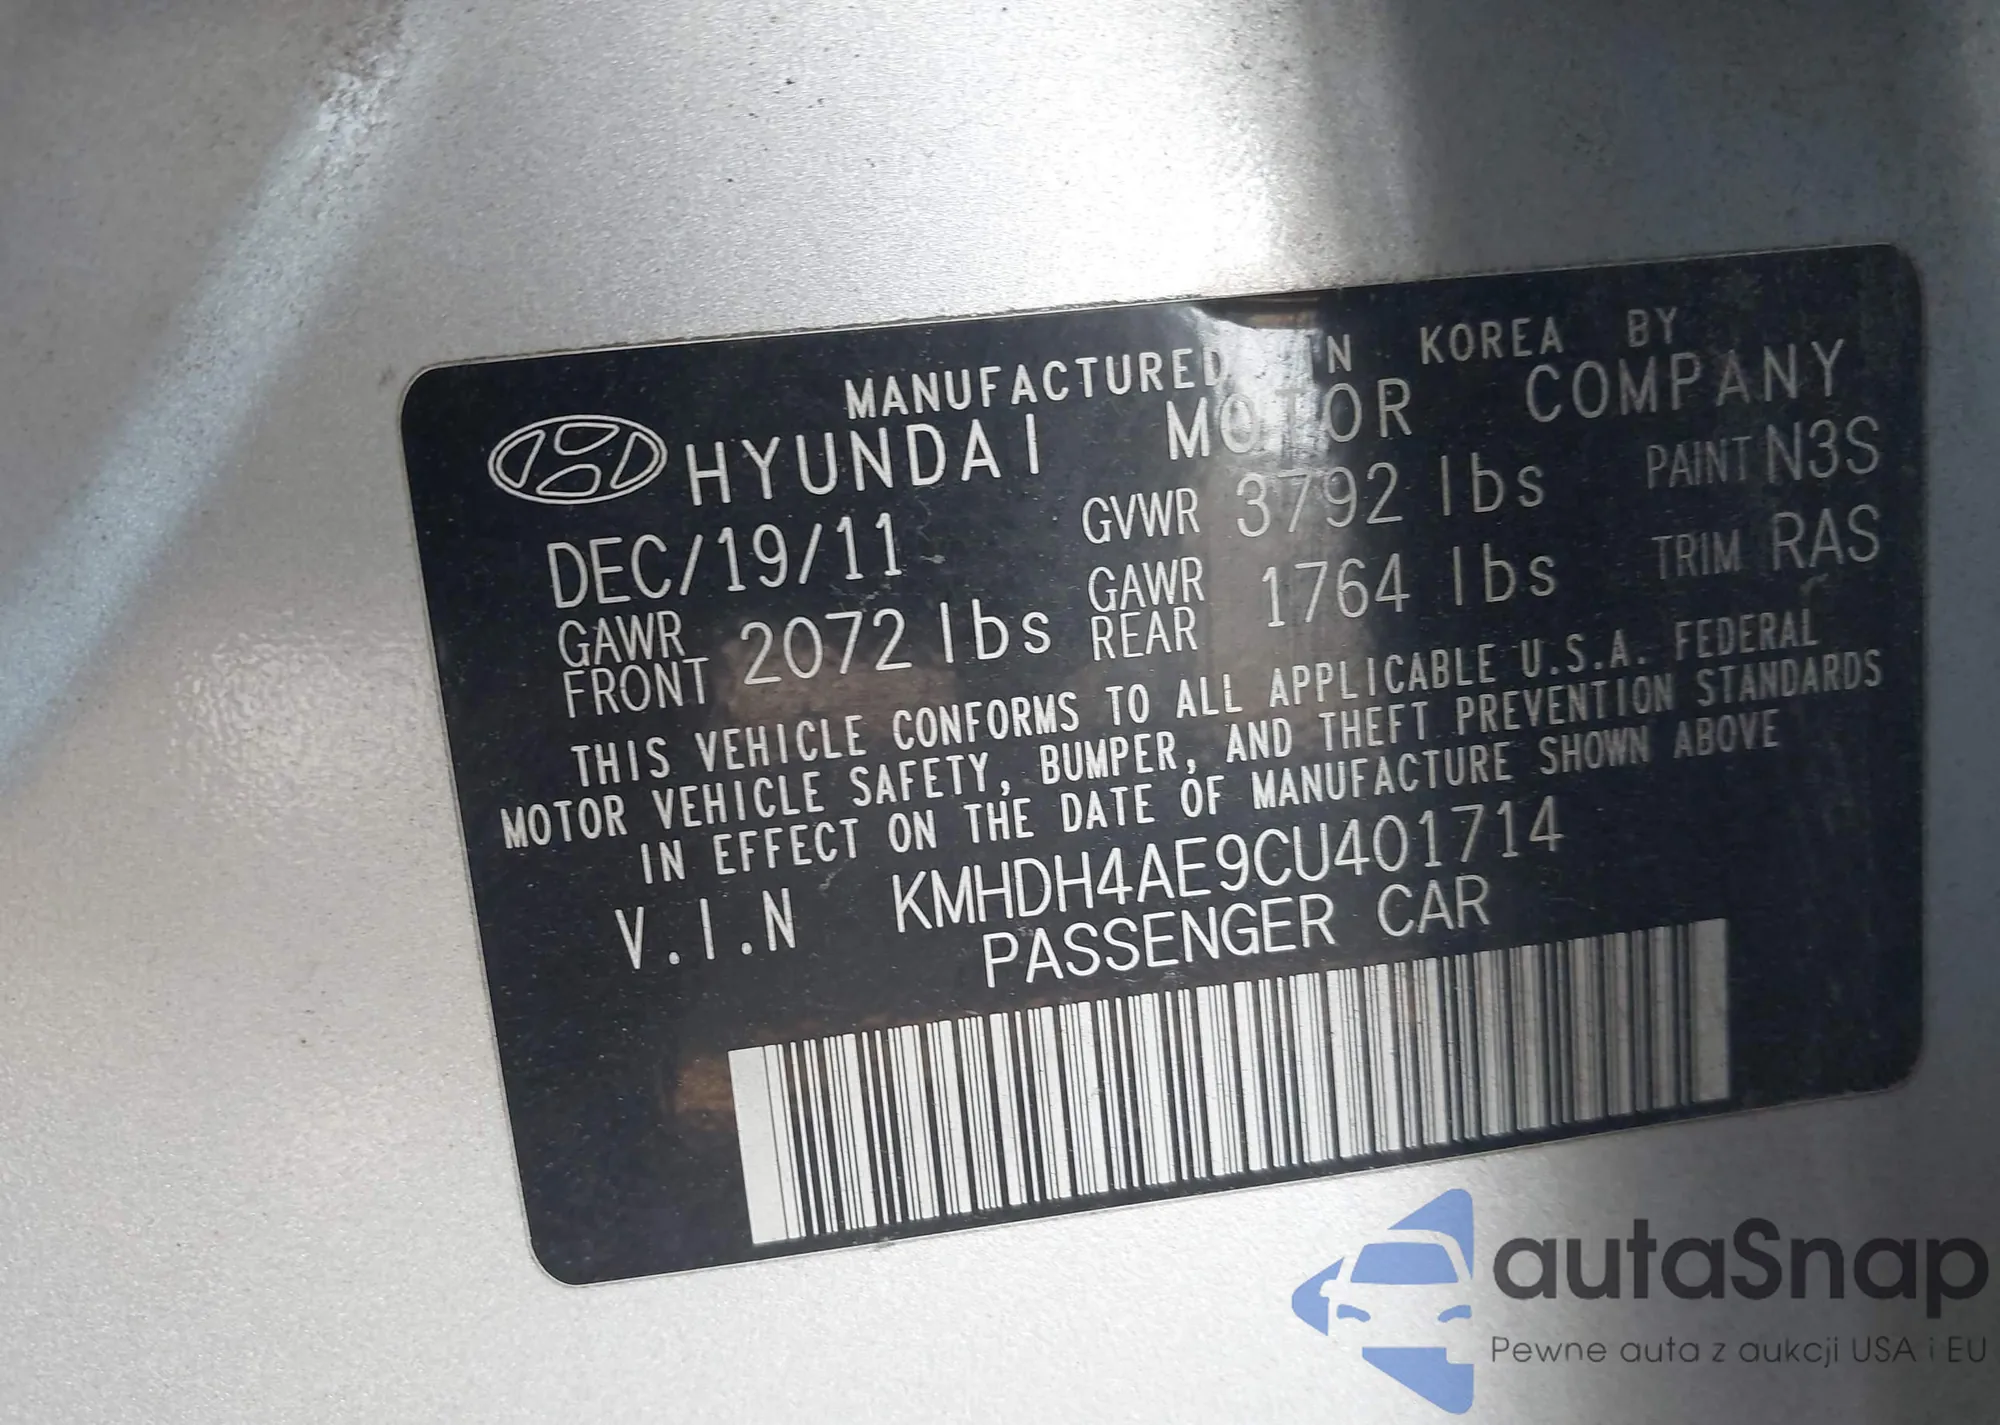 MANUFACTURED IN KOREA BY
HYUNDAI MOTOR COMPANY
DEC/19/11 GVWR 3792 lbs PAINT N3S
GAWR FRONT 2072 lbs GAWR REAR 1764 lbs TRIM RAS
THIS VEHICLE CONFORMS TO ALL APPLICABLE U.S.A. FEDERAL
MOTOR VEHICLE SAFETY, BUMPER, AND THEFT PREVENTION STANDARDS
IN EFFECT ON THE DATE OF MANUFACTURE SHOWN ABOVE
V.I.N KMHDH4AE9CU401714
PASSENGER CAR
autaSnap
Pewne auta z aukcji USA i EU